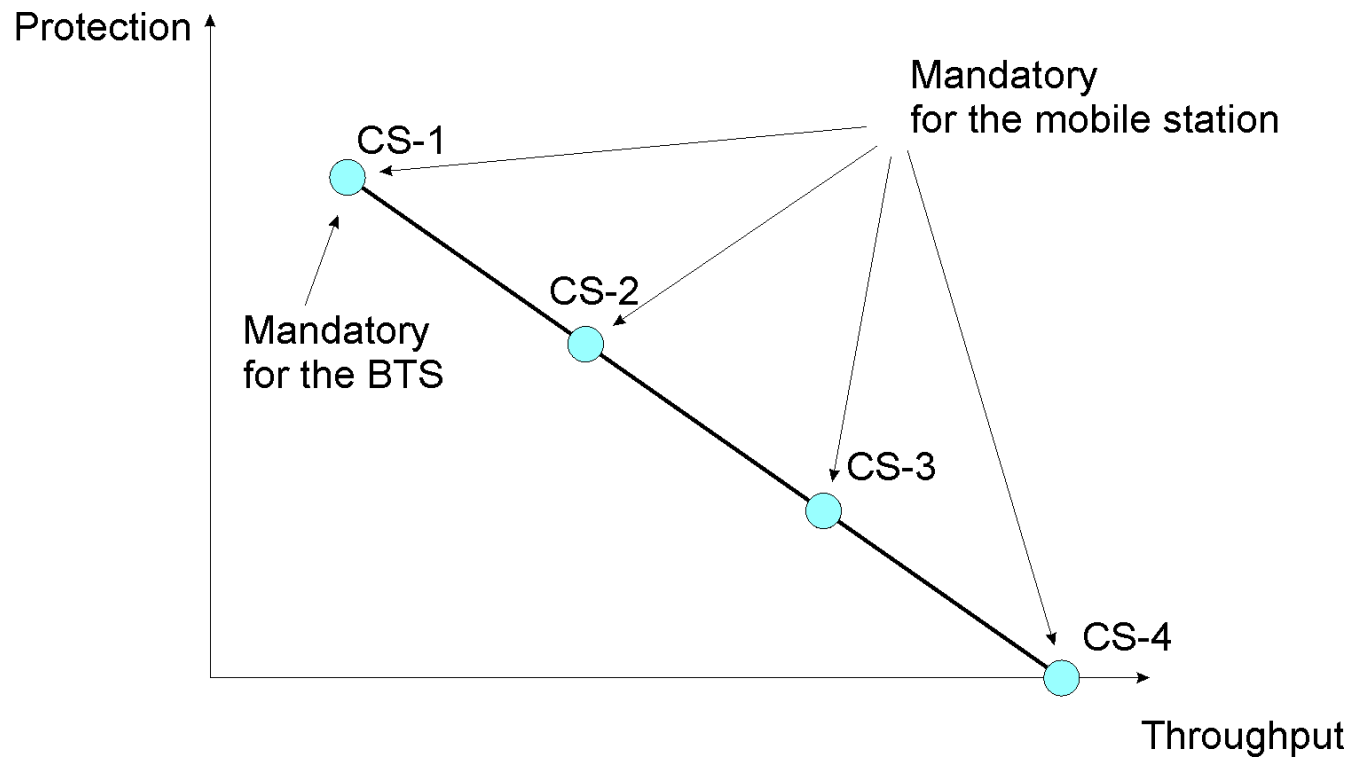 Protection
Mandatory
for the mobile station
CS-1
CS-2
Mandatory
for the BTS
CS-3
CS-4
Throughput